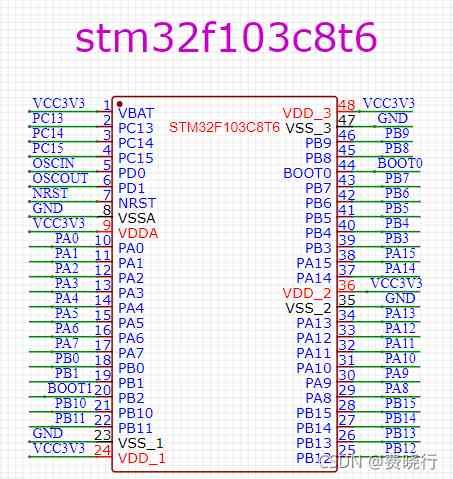 stm32f103c8t6
VCC3V3 1 VBAT VDD_3 48 VCC3V3
PC13 2 PC13 STM32F103C8T6 VSS_3 47 GND
PC14 3 PC14 PB9 46 PB9
PC15 4 PC15 PB8 45 PB8
OSCIN 5 PD0 BOOT0 44 BOOT0
OSCOUT 6 PD1 PB7 43 PB7
NRST 7 NRST PB6 42 PB6
GND 8 VSSA PB5 41 PB5
VCC3V3 9 VDDA PB4 40 PB4
PA0 10 PA0 PB3 39 PB3
PA1 11 PA1 PA15 38 PA15
PA2 12 PA2 PA14 37 PA14
PA3 13 PA3 VDD_2 36 VCC3V3
PA4 14 PA4 VSS_2 35 GND
PA5 15 PA5 PA13 34 PA13
PA6 16 PA6 PA12 33 PA12
PA7 17 PA7 PA11 32 PA11
PB0 18 PB0 PA10 31 PA10
PB1 19 PB1 PA9 30 PA9
BOOT1 20 PB2 PA8 29 PA8
PB10 21 PB10 PB15 28 PB15
PB11 22 PB11 PB14 27 PB14
GND 23 VSS_1 PB13 26 PB13
VCC3V3 24 VDD_1 PB12 25 PB12
CSDN @费晓行